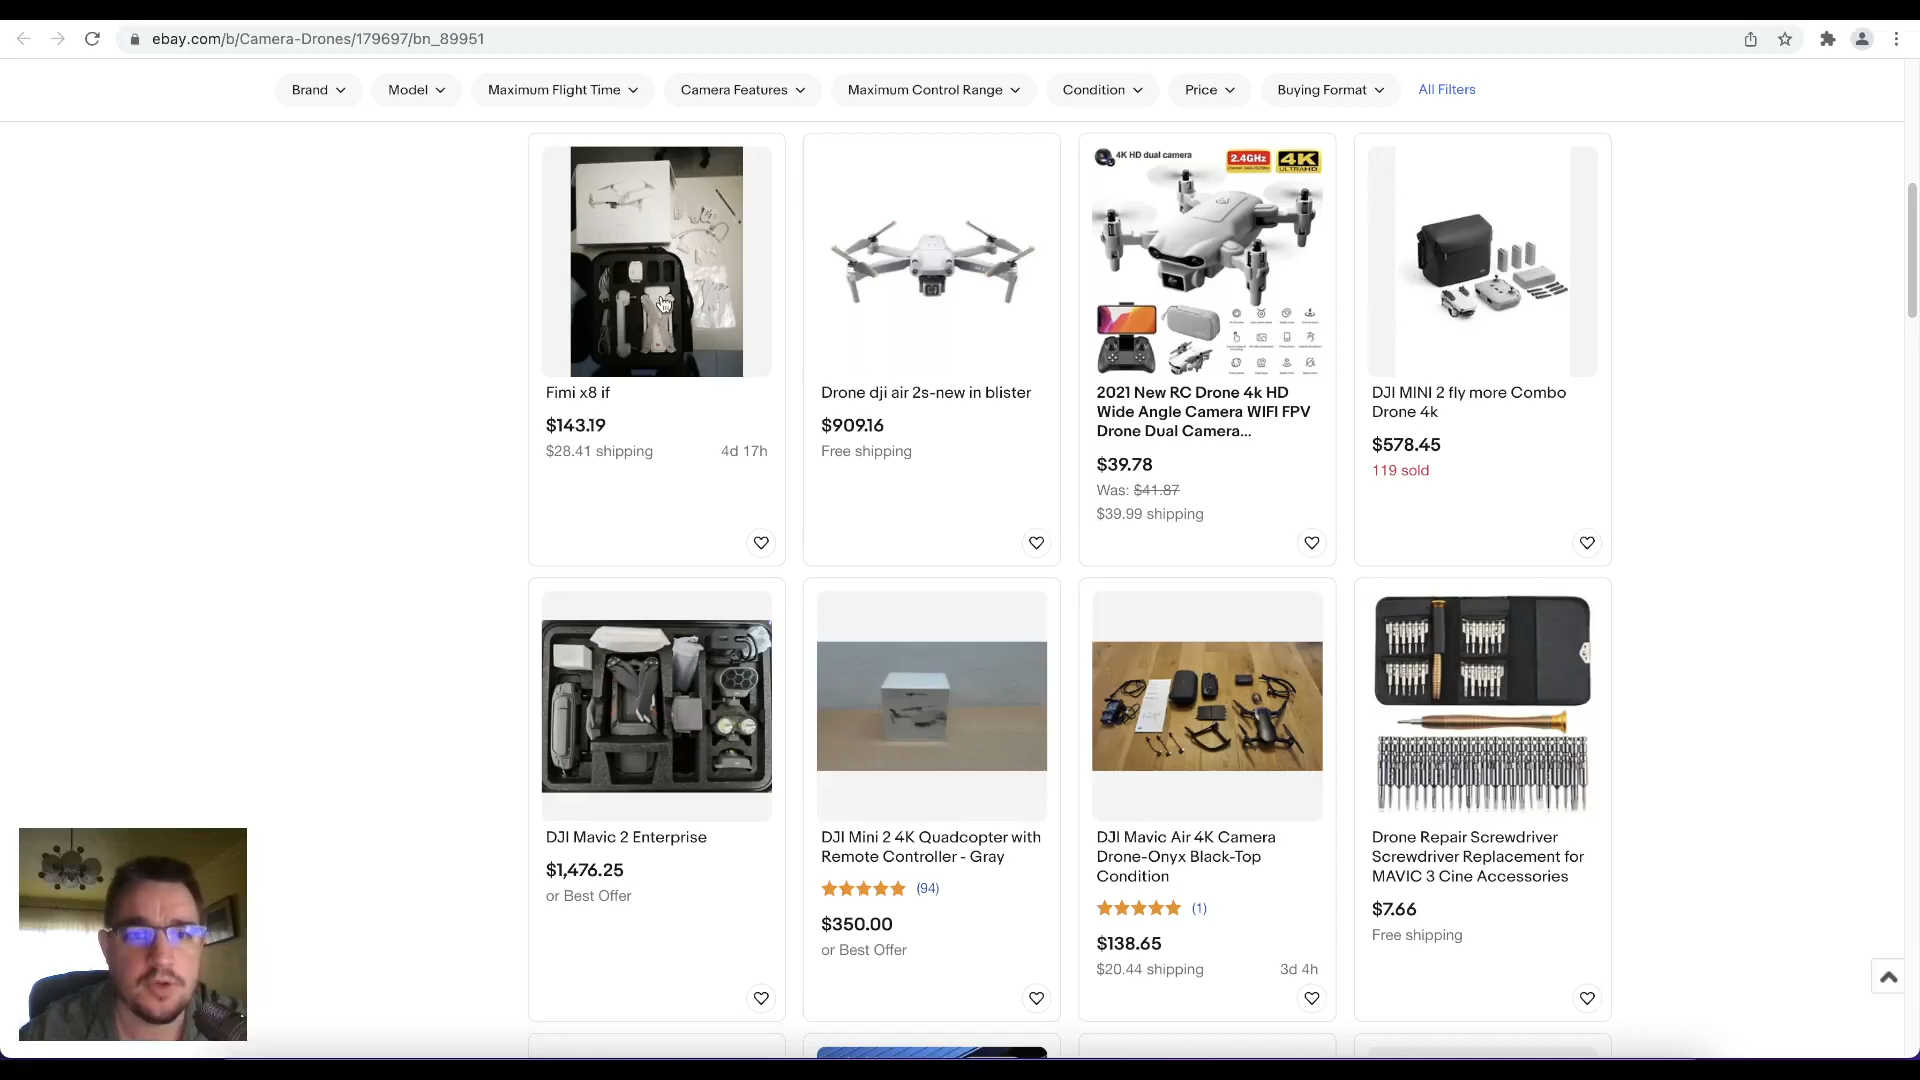 ebay.com/b/Camera-Drones/179697/bn_89951
Brand
Model
Maximum Flight Time
Camera Features
Maximum Control Range
Condition
Price
Buying Format
All Filters
4K HD dual camera
2.4GHz
4K
ULTRA HD
Fimi x8 if
$143.19
$28.41 shipping
4d 17h
Drone dji air 2s-new in blister
$909.16
Free shipping
2021 New RC Drone 4k HD
Wide Angle Camera WIFI FPV
Drone Dual Camera...
$39.78
Was: $41.87
$39.99 shipping
DJI MINI 2 fly more Combo
Drone 4k
$578.45
119 sold
DJI Mavic 2 Enterprise
$1,476.25
or Best Offer
DJI Mini 2 4K Quadcopter with
Remote Controller - Gray
(94)
$350.00
or Best Offer
DJI Mavic Air 4K Camera
Drone-Onyx Black-Top
Condition
(1)
$138.65
$20.44 shipping
3d 4h
Drone Repair Screwdriver
Screwdriver Replacement for
MAVIC 3 Cine Accessories
$7.66
Free shipping